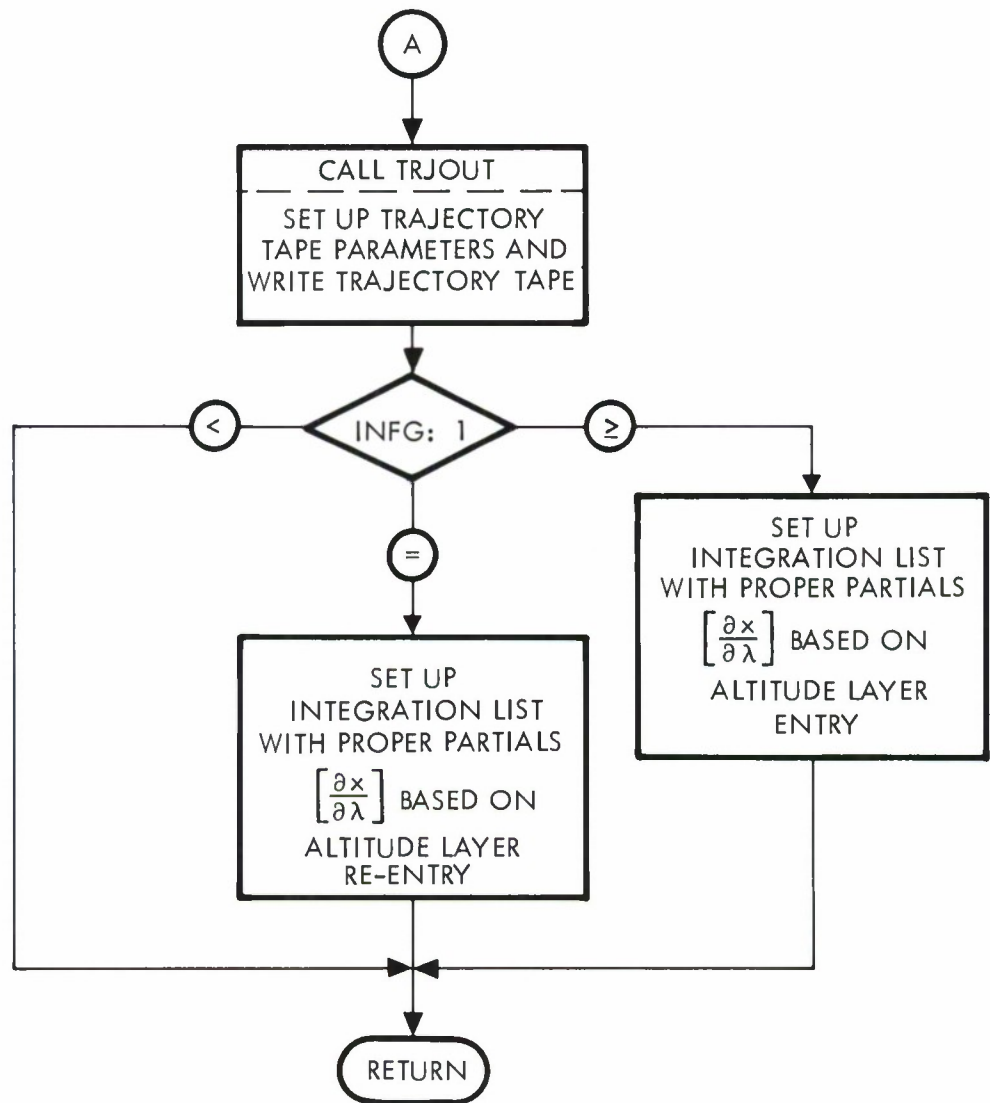 A
CALL TRJOUT
SET UP TRAJECTORY
TAPE PARAMETERS AND
WRITE TRAJECTORY TAPE
<
INFG: 1
≥
=
SET UP
INTEGRATION LIST
WITH PROPER PARTIALS
[∂x/∂λ] BASED ON
ALTITUDE LAYER
RE-ENTRY
SET UP
INTEGRATION LIST
WITH PROPER PARTIALS
[∂x/∂λ] BASED ON
ALTITUDE LAYER
ENTRY
RETURN